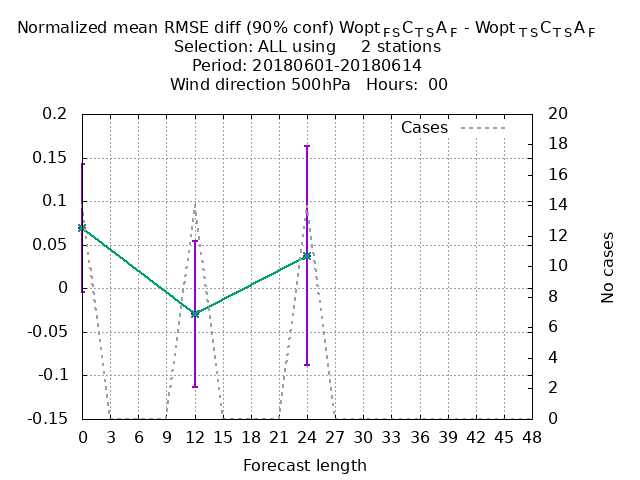 Normalized mean RMSE diff (90% conf) Wopt FS C TS A F - Wopt TS C TS A F
Selection: ALL using 2 stations
Period: 20180601-20180614
Wind direction 500hPa Hours: 00
Cases
0.2
0.15
0.1
0.05
0
-0.05
-0.1
-0.15
20
18
16
14
12
10
8
6
4
2
0
No cases
0 3 6 9 12 15 18 21 24 27 30 33 36 39 42 45 48
Forecast length